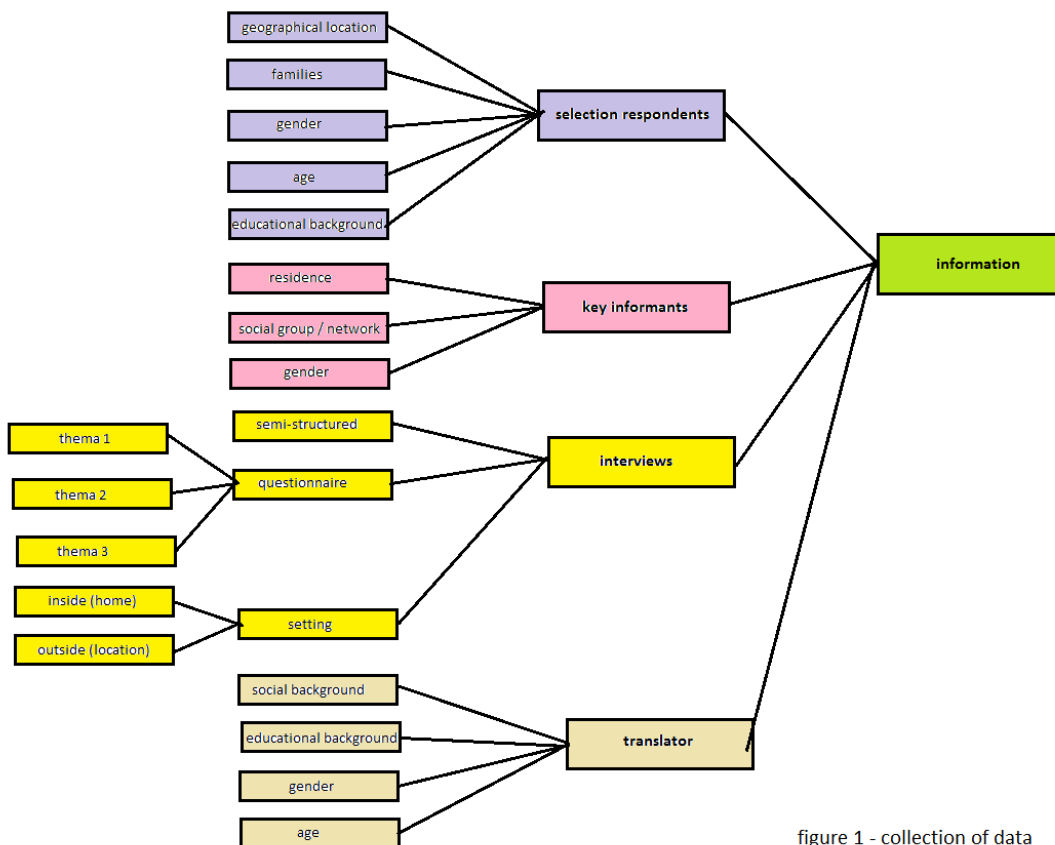 geographical location
families
gender
age
educational background
selection respondents
residence
social group / network
gender
key informants
information
semi-structured
questionnaire
thema 1
thema 2
thema 3
inside (home)
outside (location)
setting
interviews
social background
educational background
gender
age
translator
figure 1 - collection of data